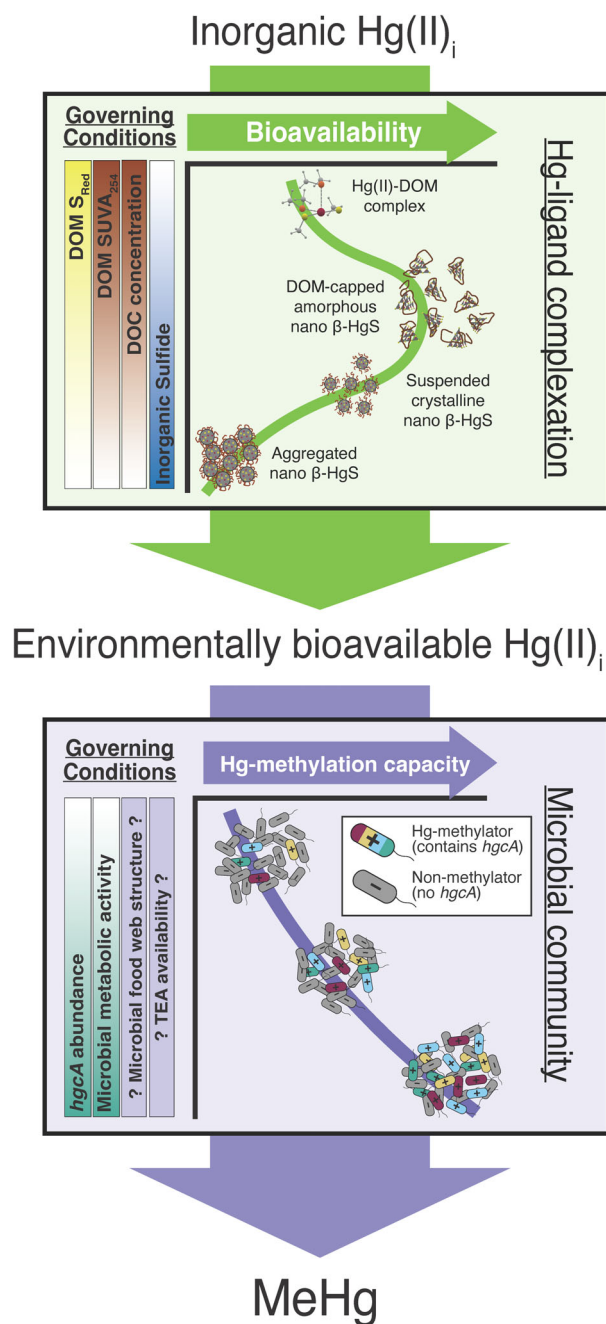 Inorganic Hg(II)i
Governing
Conditions
Bioavailability
DOM SRed
DOM SUVA254
DOC concentration
Inorganic Sulfide
Hg(II)-DOM
complex
DOM-capped
amorphous
nano β-HgS
Suspended
crystalline
nano β-HgS
Aggregated
nano β-HgS
Hg-ligand complexation
Environmentally bioavailable Hg(II)i
Governing
Conditions
Hg-methylation capacity
hgcA abundance
Microbial metabolic activity
? Microbial food web structure ?
? TEA availability ?
+ Hg-methylator
(contains hgcA)
- Non-methylator
(no hgcA)
Microbial community
MeHg